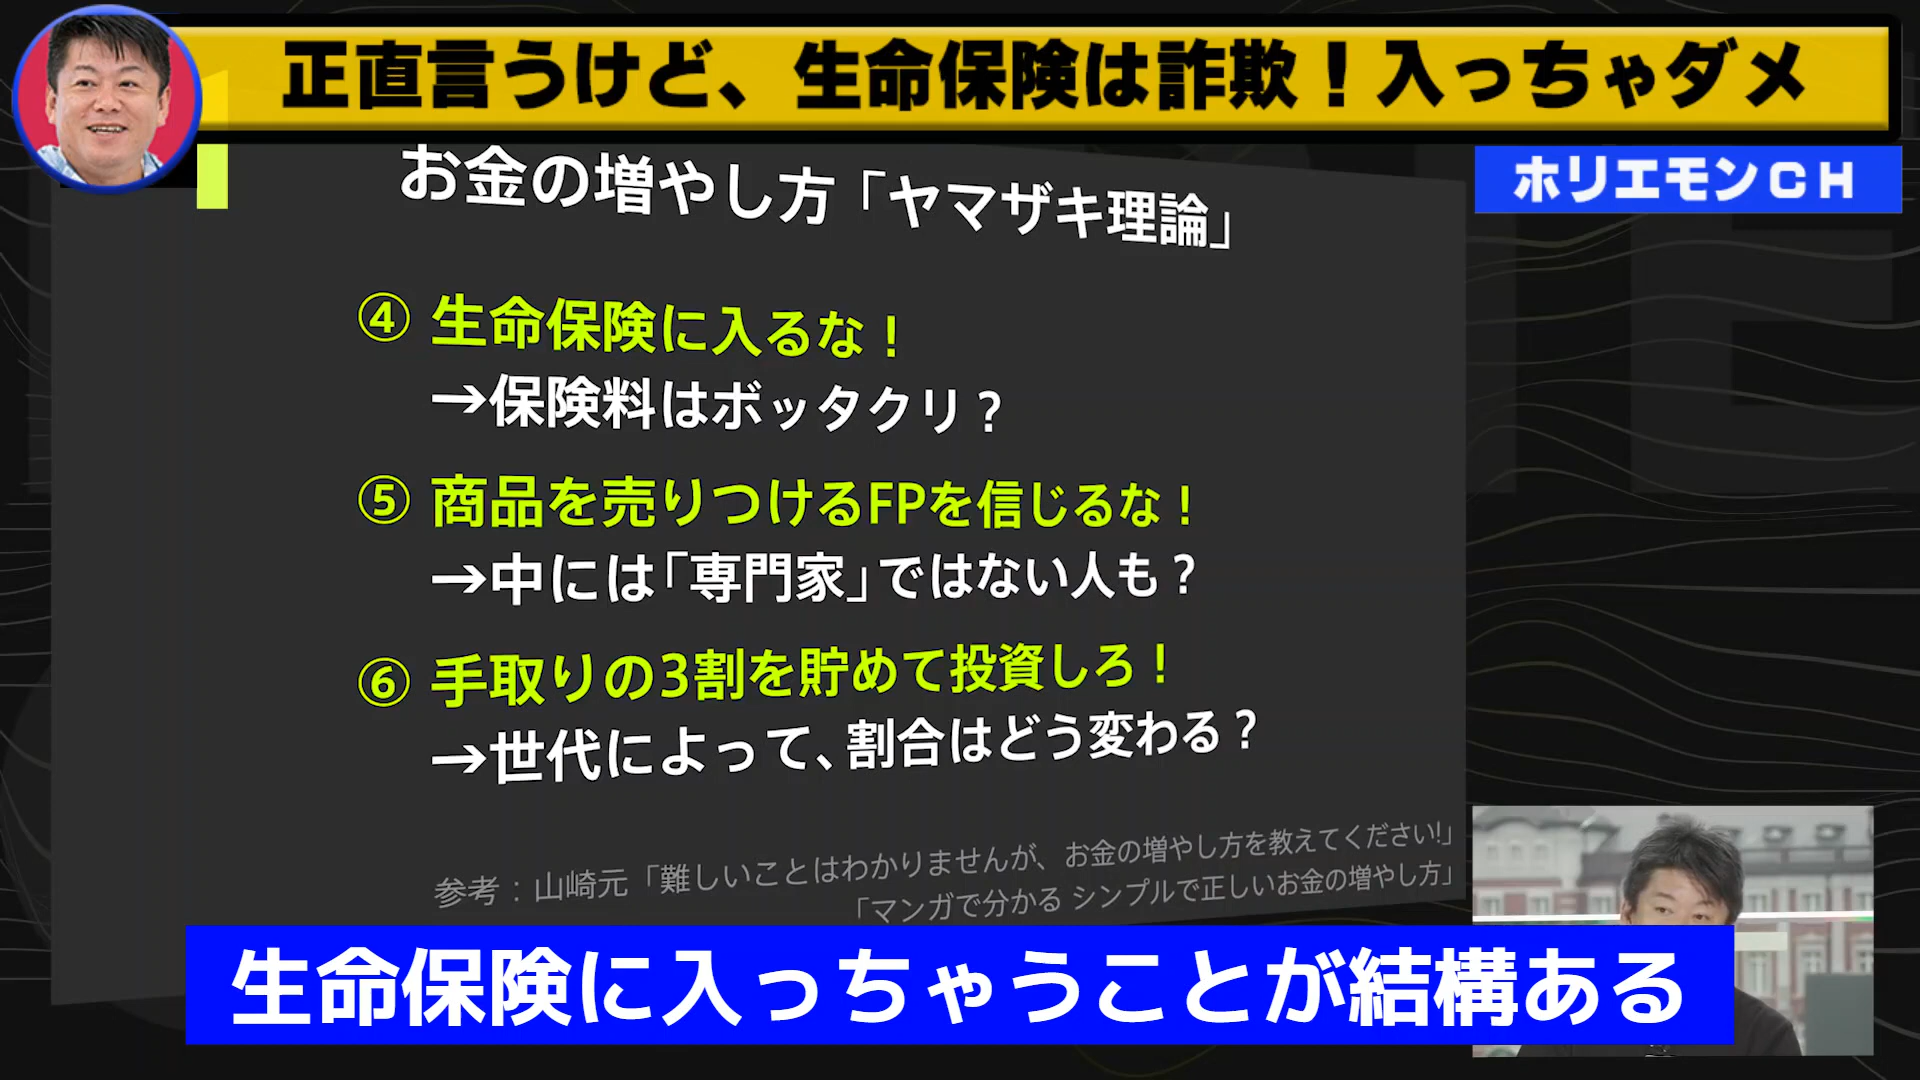 正直言うけど、生命保険は詐欺！入っちゃダメ
ホリエモンCH
お金の増やし方「ヤマザキ理論」
④ 生命保険に入るな！
→保険料はボッタクリ？
⑤ 商品を売りつけるFPを信じるな！
→中には「専門家」ではない人も？
⑥ 手取りの3割を貯めて投資しろ！
→世代によって、割合はどう変わる？
参考：山崎元「難しいことはわかりませんが、お金の増やし方を教えてください!」
「マンガで分かる シンプルで正しいお金の増やし方」
生命保険に入っちゃうことが結構ある